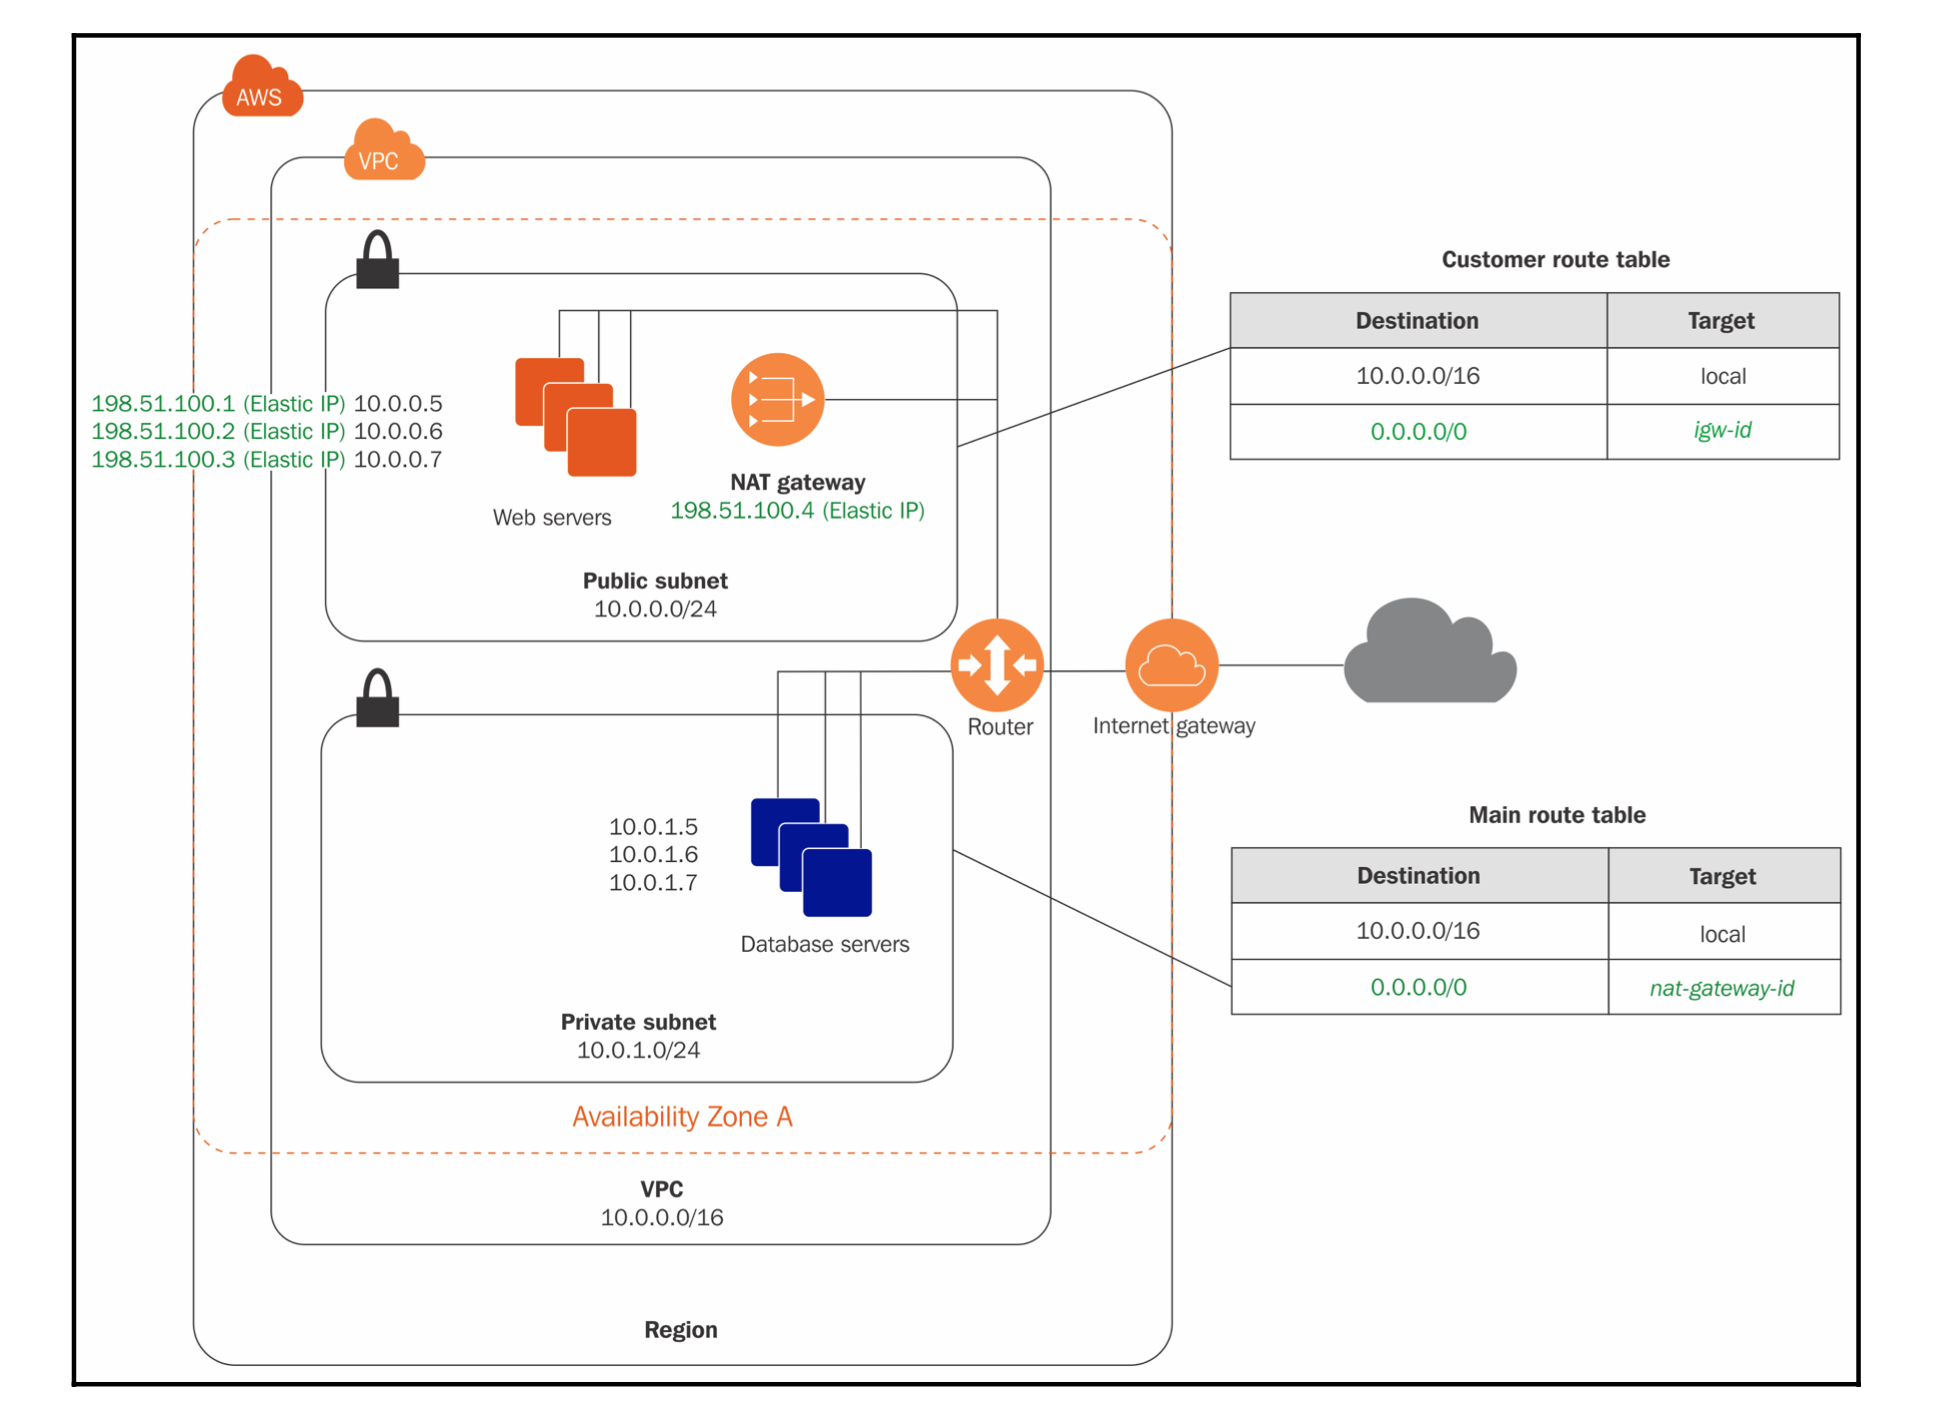 AWS
VPC
198.51.100.1 (Elastic IP) 10.0.0.5
198.51.100.2 (Elastic IP) 10.0.0.6
198.51.100.3 (Elastic IP) 10.0.0.7
Web servers
NAT gateway
198.51.100.4 (Elastic IP)
Public subnet
10.0.0.0/24
Customer route table
Destination Target
10.0.0.0/16 local
0.0.0.0/0 igw-id
Router
Internet gateway
10.0.1.5
10.0.1.6
10.0.1.7
Database servers
Private subnet
10.0.1.0/24
Main route table
Destination Target
10.0.0.0/16 local
0.0.0.0/0 nat-gateway-id
Availability Zone A
VPC
10.0.0.0/16
Region